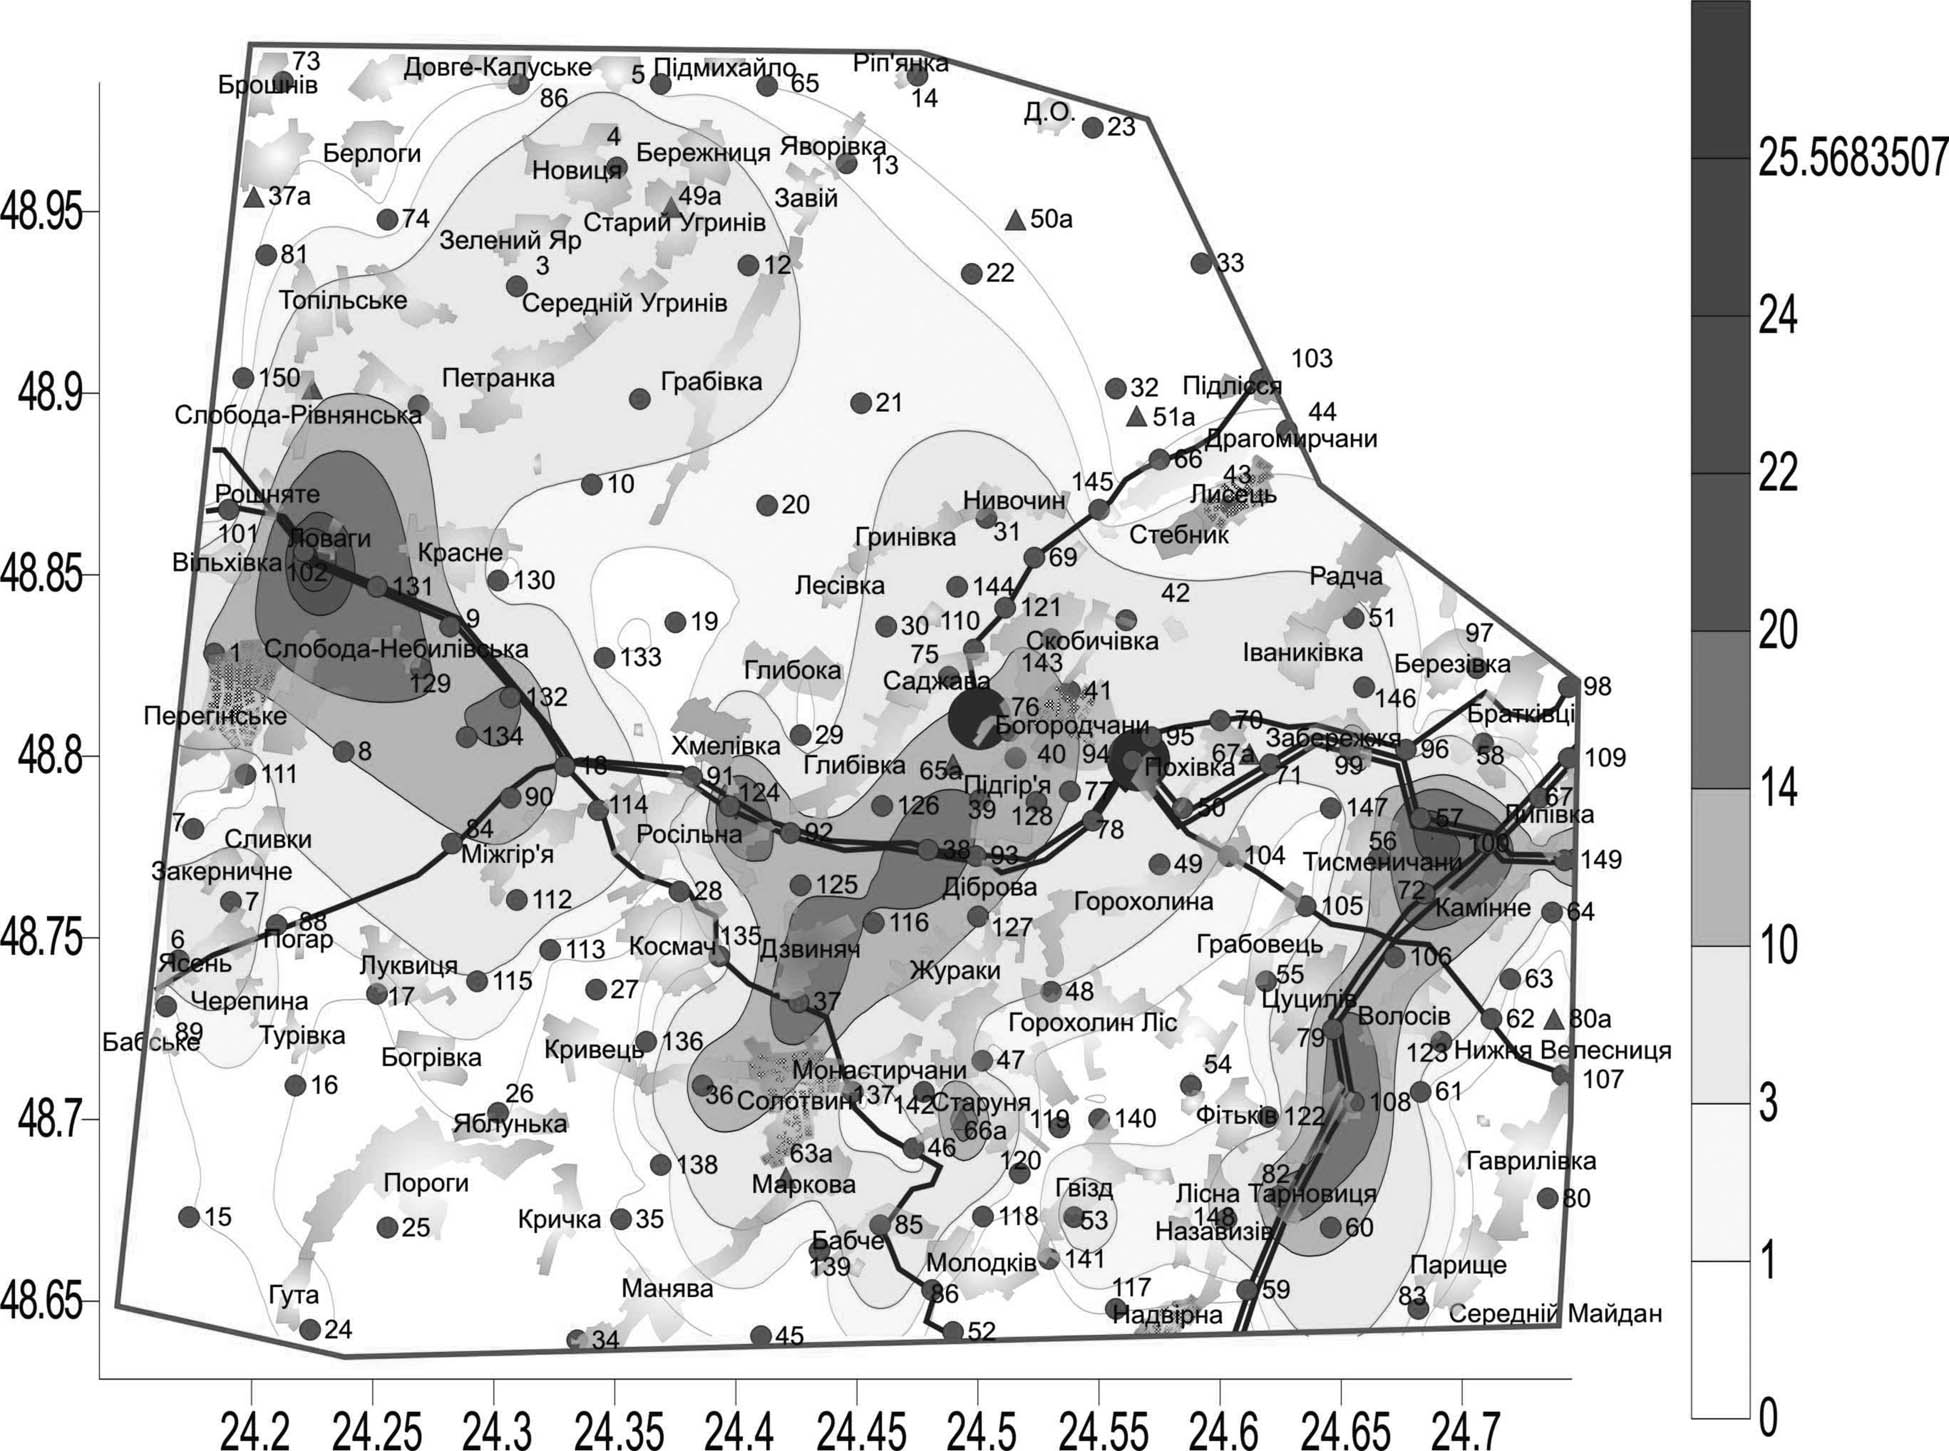 73
Довге-Калуське
5
Підмихайло
Ріп'янка
Брошнів
86
65
14
Д.О.
23
4
Берлоги
Бережниця
Яворівка
13
Новиця
37а
49а
Завій
48.95
74
Старий Угринів
50а
Зелений Яр
81
3
12
22
33
Топільське
Середній Угринів
103
150
Петранка
Грабівка
32
Підлісся
48.9
21
51а
44
Слобода-Рівнянська
Драгомирчани
66
43
10
145
Рошняте
20
Нивочин
Лисець
31
101
Ловаги
Гринівка
Стебник
Красне
69
Вільхівка
102
131
130
Лесівка
144
Радча
48.85
42
9
19
30
110
121
51
Слобода-Небилівська
Скобичівка
97
1
133
75
143
Іваниківка
Березівка
129
Глибока
Саджава
41
146
98
132
76
Перегінське
Богородчани
Братківці
134
29
70
8
Хмелівка
40
94
95
67а
Забережжя
96
58
48.8
18
91
Глибівка
65а
Похівка
99
109
111
Підгір'я
71
90
124
126
39
77
67
114
128
50
147
Липівка
7
84
Росільна
92
78
57
Сливки
Міжгір'я
38
93
104
56
100
Закерничне
Тисменичани
149
28
125
Діброва
49
72
7
112
116
Горохолина
105
Камінне
64
88
127
6
Погар
113
Космач
135
Дзвиняч
Грабовець
48.75
Ясень
Луквиця
115
Жураки
106
63
Черепина
17
27
37
48
55
Цуцилів
89
Бабське
Турівка
Богрівка
Кривець
136
Горохолин Ліс
79
Волосів
62
80а
47
123
Нижня Велесниця
16
26
36
Монастирчани
54
61
107
Солотвин
137
142
Старуня
108
48.7
Яблунька
119
140
Фітьків
122
66а
138
63а
46
120
Гаврилівка
Пороги
Маркова
Гвізд
82
Лісна Тарновиця
15
25
Кричка
35
85
118
53
148
80
Назавизів
60
Бабче
139
Молодків
141
Парище
48.65
Гута
Манява
86
117
59
83
Надвірна
Середній Майдан
24
34
45
52
24.2
24.25
24.3
24.35
24.4
24.45
24.5
24.55
24.6
24.65
24.7
25.5683507
24
22
20
14
10
3
1
0